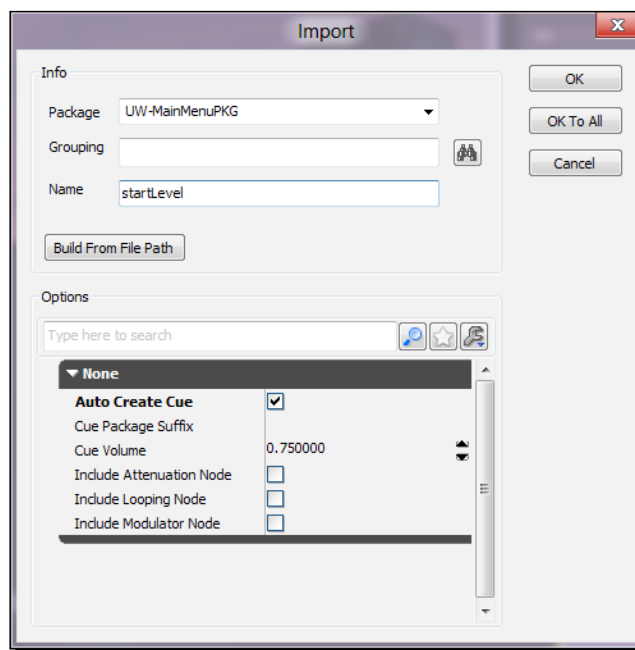 Import
Info
Package
UW-MainMenuPKG
Grouping
Name
startLevel
Build From File Path
OK
OK To All
Cancel
Options
Type here to search
None
Auto Create Cue
Cue Package Suffix
Cue Volume
0.750000
Include Attenuation Node
Include Looping Node
Include Modulator Node